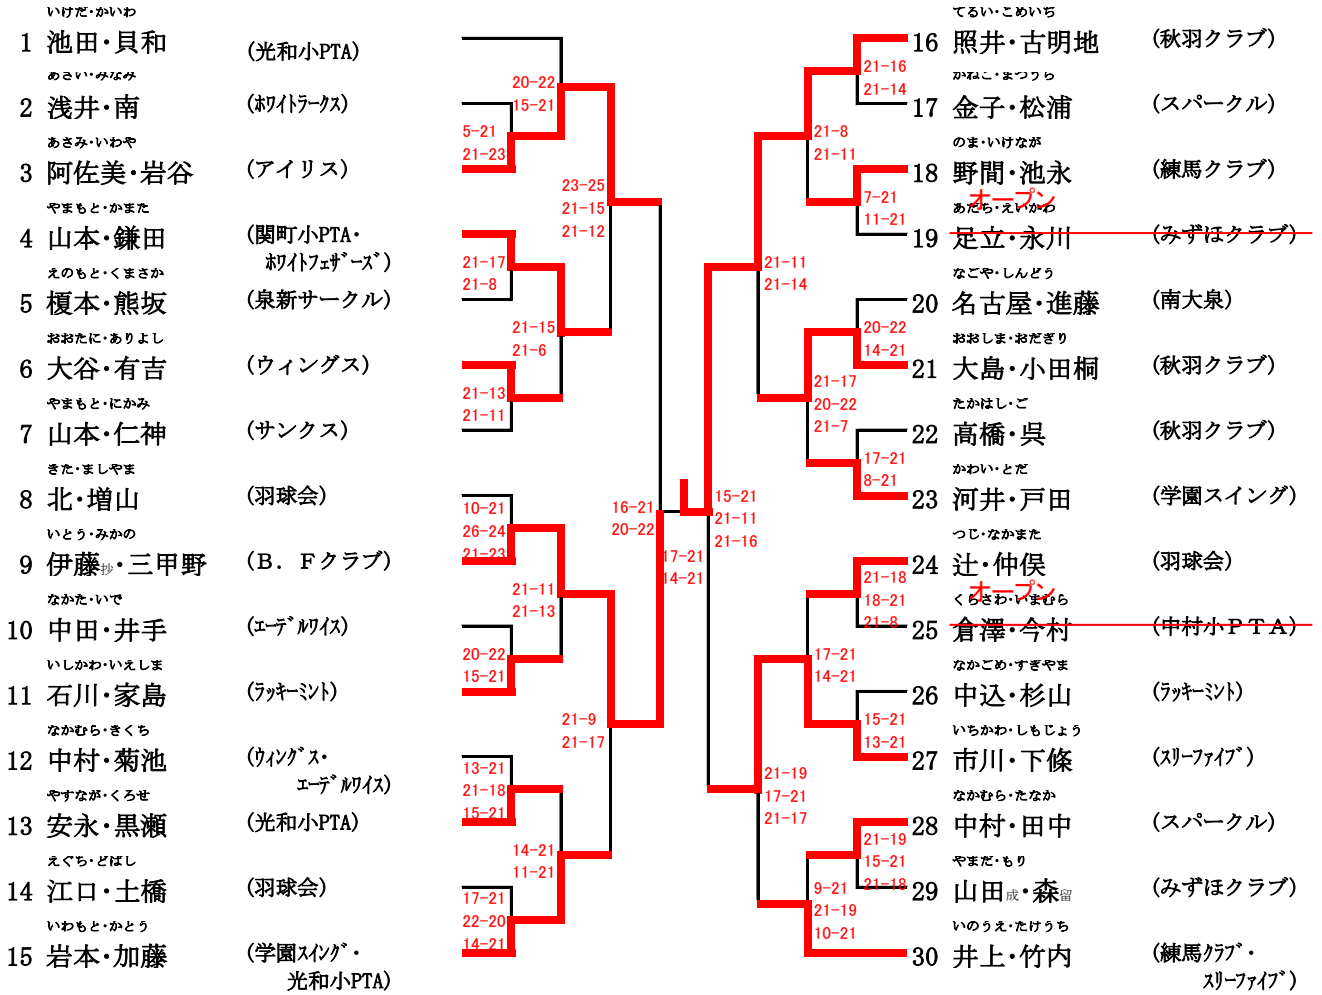 いけだ・かいわ
1 池田・貝和 (光和小PTA)
あさい・みなみ
2 浅井・南 (ﾎﾜｲﾄﾗｰｸｽ)
あさみ・いわや
3 阿佐美・岩谷 (アイリス)
やまもと・かまた
4 山本・鎌田 (関町小PTA・
ﾎﾜｲﾄﾌｪｻﾞｰｽﾞ)
えのもと・くまさか
5 榎本・熊坂 (泉新サークル)
おおたに・ありよし
6 大谷・有吉 (ウィングス)
やまもと・にかみ
7 山本・仁神 (サンクス)
きた・ましやま
8 北・増山 (羽球会)
いとう・みかの
9 伊藤抄・三甲野 (Ｂ．Ｆクラブ)
なかた・いで
10 中田・井手 (ｴｰﾃﾞﾙﾜｲｽ)
いしかわ・いえしま
11 石川・家島 (ﾗｯｷｰﾐﾝﾄ)
なかむら・きくち
12 中村・菊池 (ｳｨﾝｸﾞｽ・
ｴｰﾃﾞﾙﾜｲｽ)
やすなが・くろせ
13 安永・黒瀬 (光和小PTA)
えぐち・どばし
14 江口・土橋 (羽球会)
いわもと・かとう
15 岩本・加藤 (学園ｽｲﾝｸﾞ・
光和小PTA)
5-21
21-23
21-17
21-8
21-13
21-11
10-21
26-24
21-23
20-22
15-21
13-21
21-18
15-21
17-21
22-20
14-21
20-22
15-21
21-15
21-6
21-11
21-13
14-21
11-21
23-25
21-15
21-12
21-9
21-17
16-21
20-22
17-21
14-21
15-21
21-11
21-16
21-11
21-14
21-19
17-21
21-17
21-8
21-11
21-17
20-22
21-7
17-21
14-21
9-21
21-19
10-21
21-16
21-14
7-21
11-21
20-22
14-21
17-21
8-21
21-18
18-21
21-8
15-21
13-21
21-19
15-21
21-18
てるい・こめいち
16 照井・古明地 (秋羽クラブ)
かねこ・まつうら
17 金子・松浦 (スパークル)
のま・いけなが
18 野間・池永 (練馬クラブ)
オープン
あだち・えいかわ
19 足立・永川 (みずほクラブ)
なごや・しんどう
20 名古屋・進藤 (南大泉)
おおしま・おだぎり
21 大島・小田桐 (秋羽クラブ)
たかはし・ご
22 高橋・呉 (秋羽クラブ)
かわい・とだ
23 河井・戸田 (学園スイング)
つじ・なかまた
24 辻・仲俣 (羽球会)
オープン
くらさわ・いまむら
25 倉澤・今村 (中村小ＰＴＡ)
なかごめ・すぎやま
26 中込・杉山 (ﾗｯｷｰﾐﾝﾄ)
いちかわ・しもじょう
27 市川・下條 (ｽﾘｰﾌｧｲﾌﾞ)
なかむら・たなか
28 中村・田中 (スパークル)
やまだ・もり
29 山田成・森留 (みずほクラブ)
いのうえ・たけうち
30 井上・竹内 (練馬ｸﾗﾌﾞ・
ｽﾘｰﾌｧｲﾌﾞ)